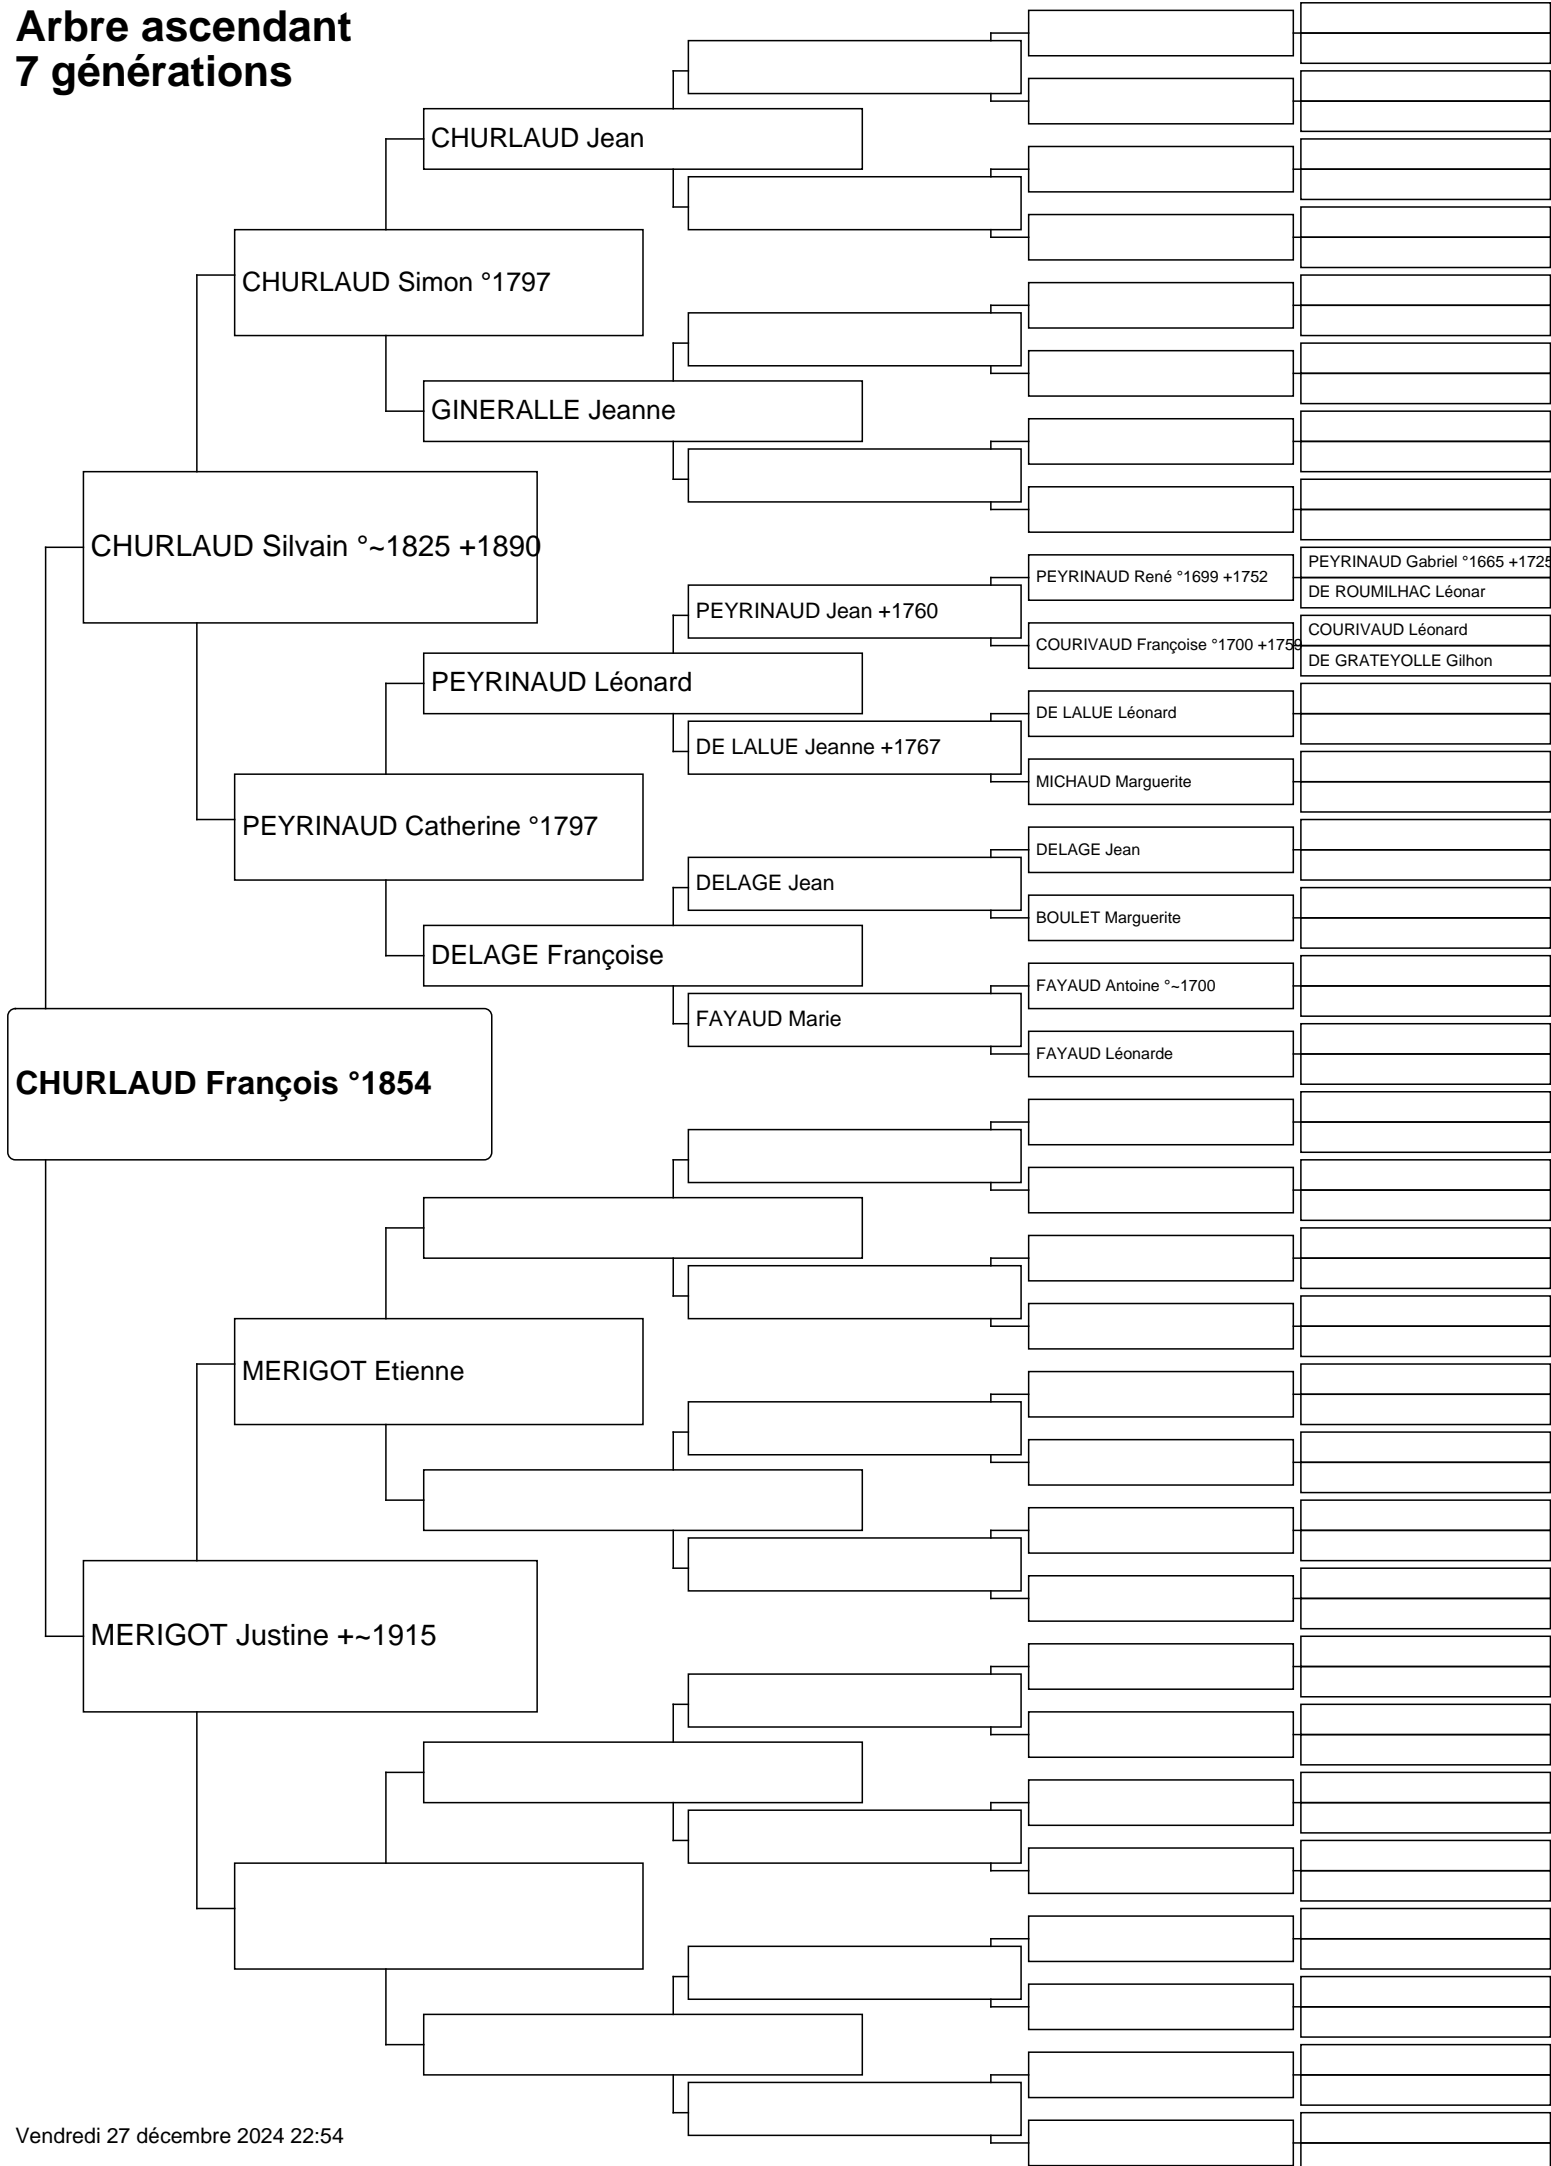 Arbre ascendant
7 générations
CHURLAUD Jean
CHURLAUD Simon °1797
GINERALLE Jeanne
CHURLAUD Silvain °~1825 +1890
PEYRINAUD Gabriel °1665 +1725
PEYRINAUD René °1699 +1752
DE ROUMILHAC Léonar
PEYRINAUD Jean +1760
COURIVAUD Léonard
COURIVAUD Françoise °1700 +1759
DE GRATEYOLLE Gilhon
PEYRINAUD Léonard
DE LALUE Léonard
DE LALUE Jeanne +1767
MICHAUD Marguerite
PEYRINAUD Catherine °1797
DELAGE Jean
DELAGE Jean
BOULET Marguerite
DELAGE Françoise
FAYAUD Antoine °~1700
FAYAUD Marie
FAYAUD Léonarde
CHURLAUD François °1854
MERIGOT Etienne
MERIGOT Justine +~1915
Vendredi 27 décembre 2024 22:54